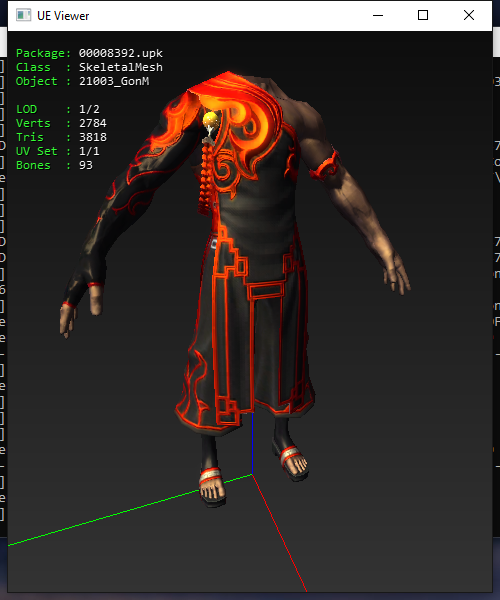 UE Viewer
Package: 00008392.upk
Class : SkeletalMesh
Object : 21003_GonM
LOD : 1/2
Verts : 2784
Tris : 3818
UV Set : 1/1
Bones : 93